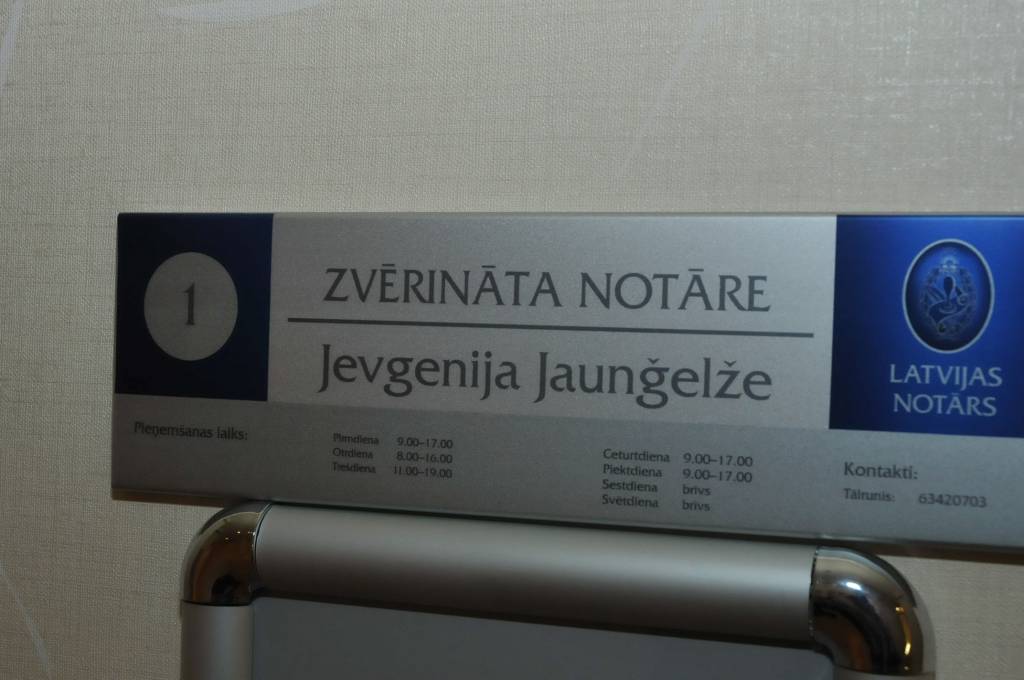 1
ZVĒRINĀTA NOTĀRE
Jevgenija Jaunģelže
LATVIJAS
NOTĀRS
Pieņemšanas laiks:
Pirmdiena 9.00–17.00
Otrdiena 8.00–16.00
Trešdiena 11.00–19.00
Ceturtdiena 9.00–17.00
Piektdiena 9.00–17.00
Sestdiena brīvs
Svētdiena brīvs
Kontakti:
Tālrunis: 63420703